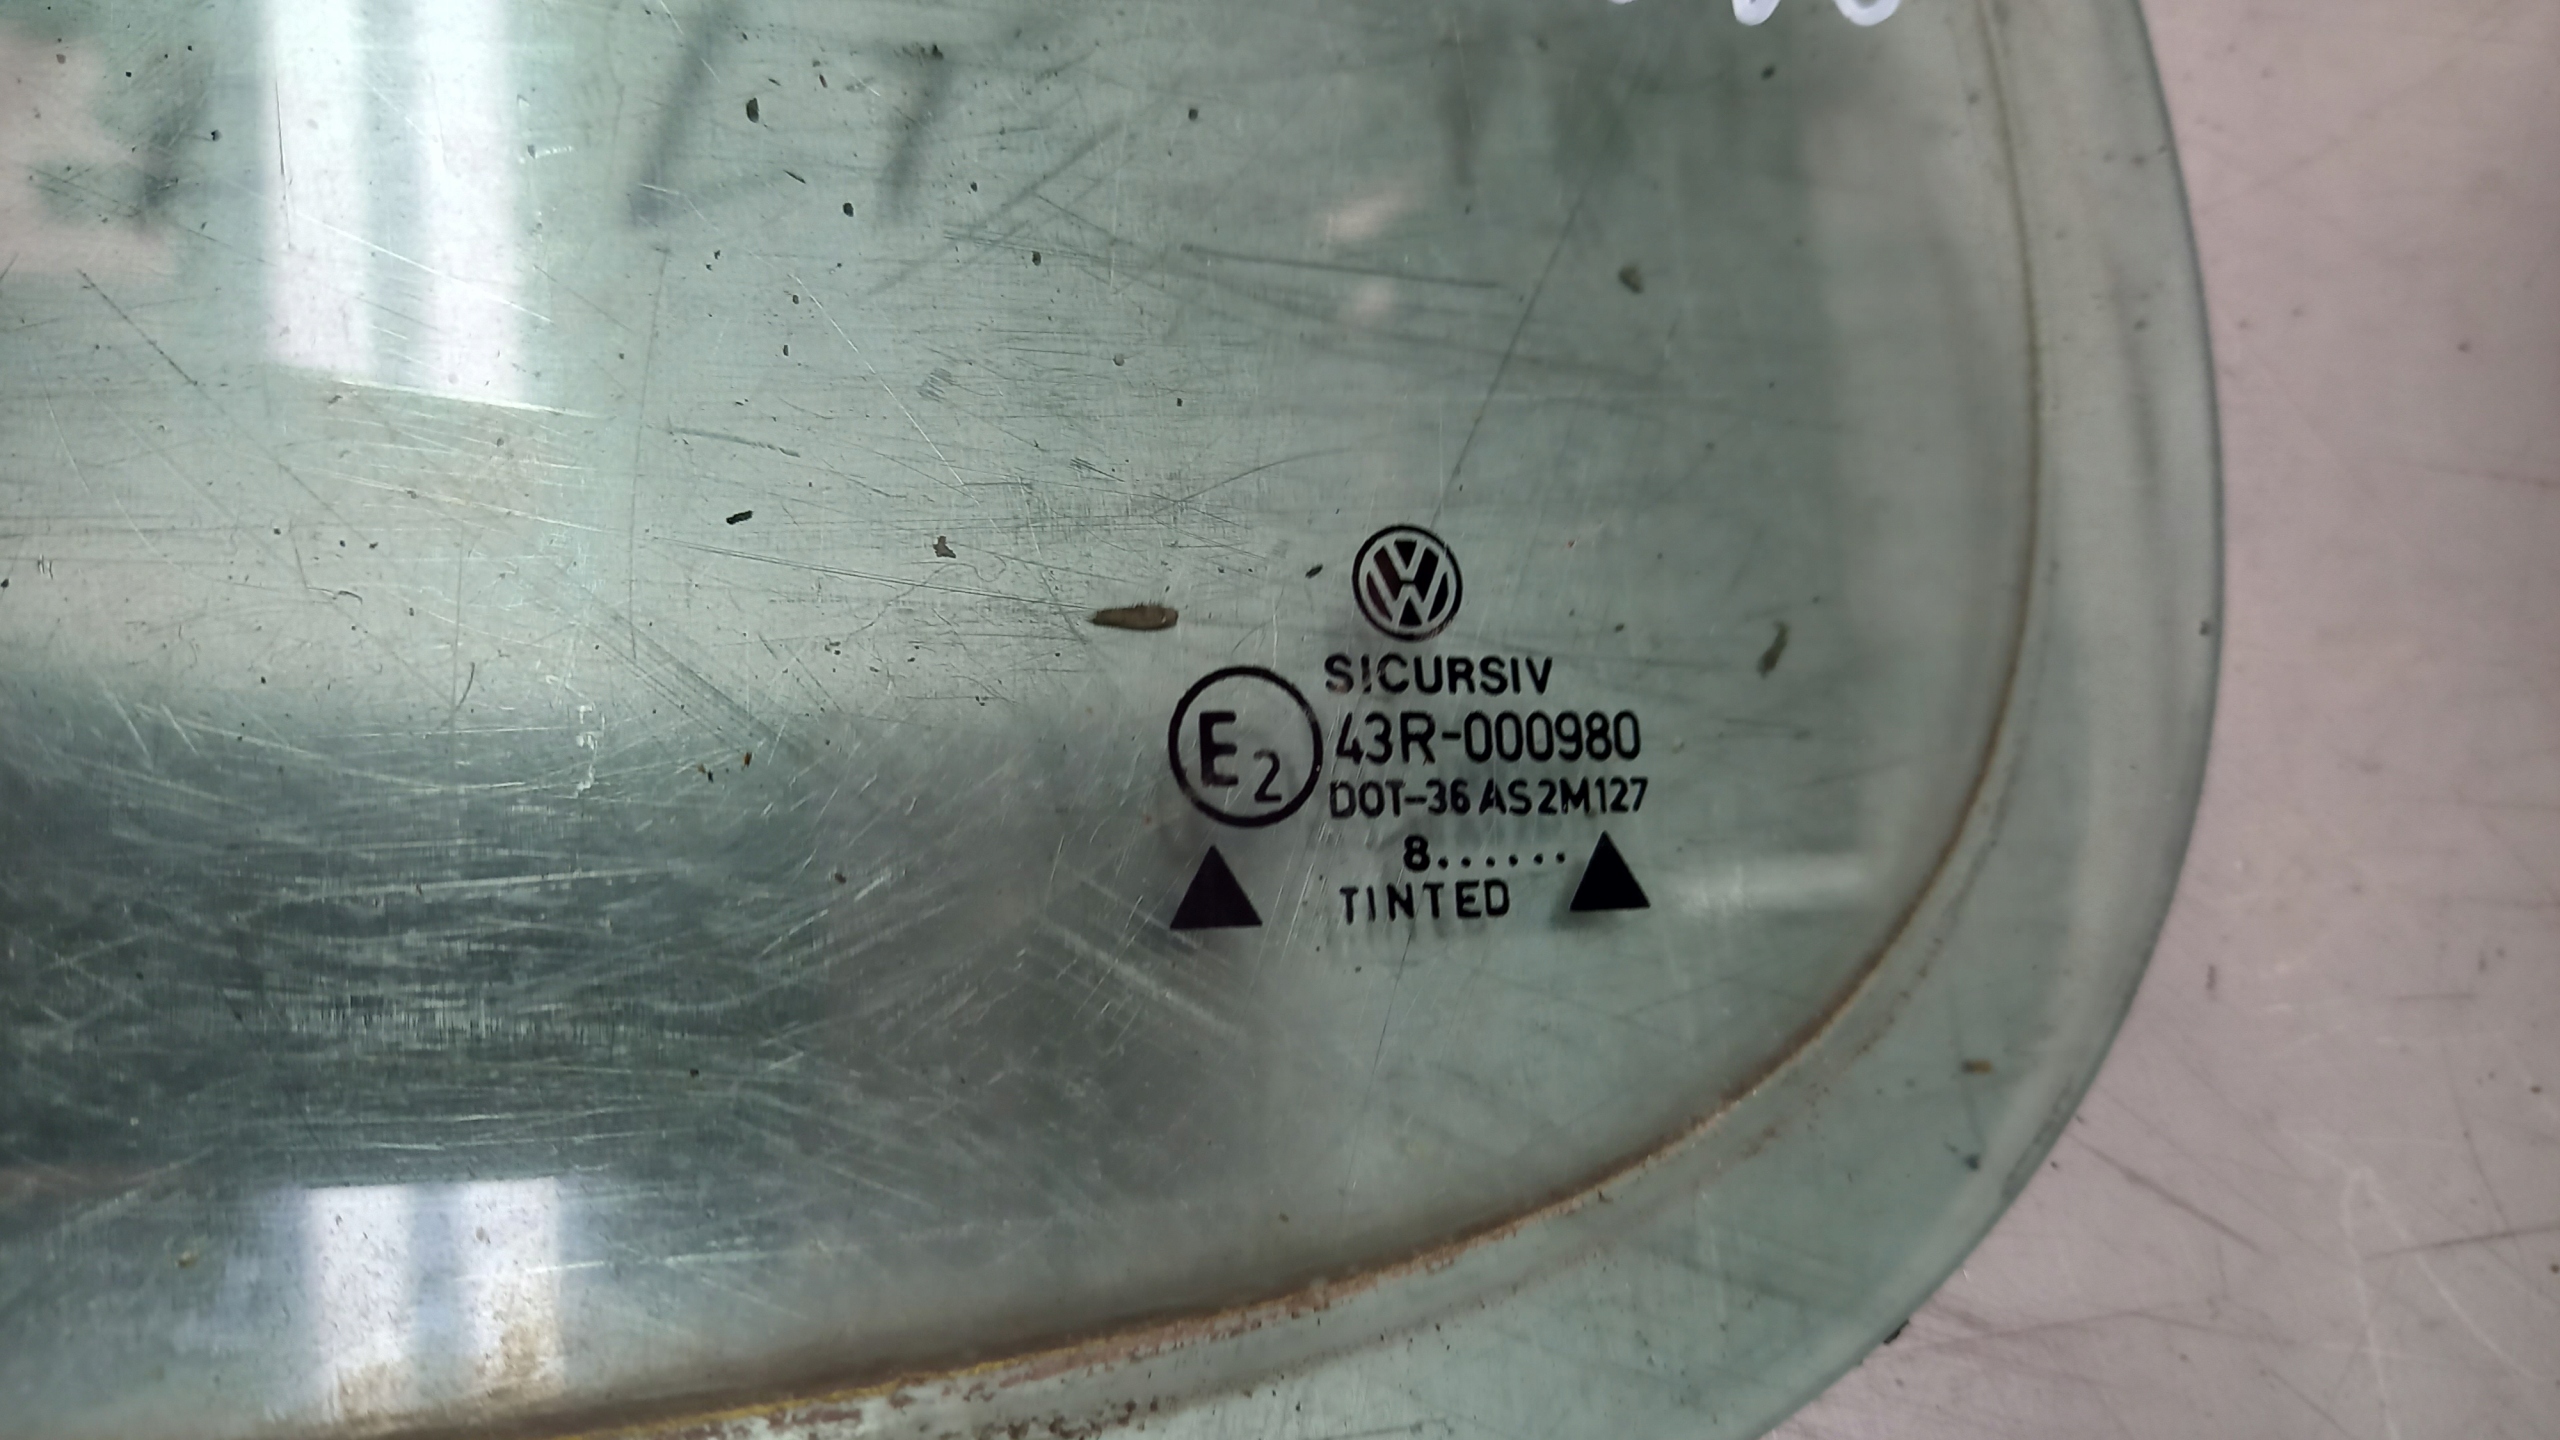 SICURSIV
E2
43R-000980
DOT-36 AS2M127
8......
TINTED